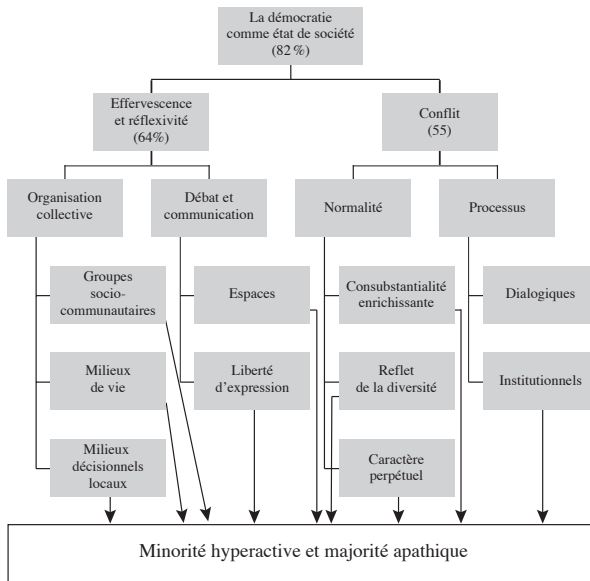 La démocratie
comme état de société
(82 %)
Effervescence
et réflexivité
(64%)
Conflit
(55)
Organisation
collective
Débat et
communication
Normalité
Processus
Groupes
socio-
communautaires
Espaces
Consubstantialité
enrichissante
Dialogiques
Milieux
de vie
Liberté
d'expression
Reflet
de la diversité
Institutionnels
Milieux
décisionnels
locaux
Caractère
perpétuel
Minorité hyperactive et majorité apathique